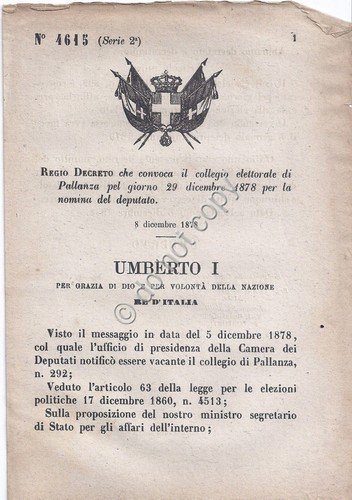 N° 4615 (Serie 2ª)
1
REGIO DECRETO che convoca il collegio elettorale di
Pallanza pel giorno 29 dicembre 1878 per la
nomina del deputato.
8 dicembre 1878
UMBERTO I
PER GRAZIA DI DIO E PER VOLONTÀ DELLA NAZIONE
RE D'ITALIA
Visto il messaggio in data del 5 dicembre 1878,
col quale l'ufficio di presidenza della Camera dei
Deputati notificò essere vacante il collegio di Pallanza,
n. 292;
Veduto l'articolo 63 della legge per le elezioni
politiche 17 dicembre 1860, n. 4513;
Sulla proposizione del nostro ministro segretario
di Stato per gli affari dell'interno;
do not copy